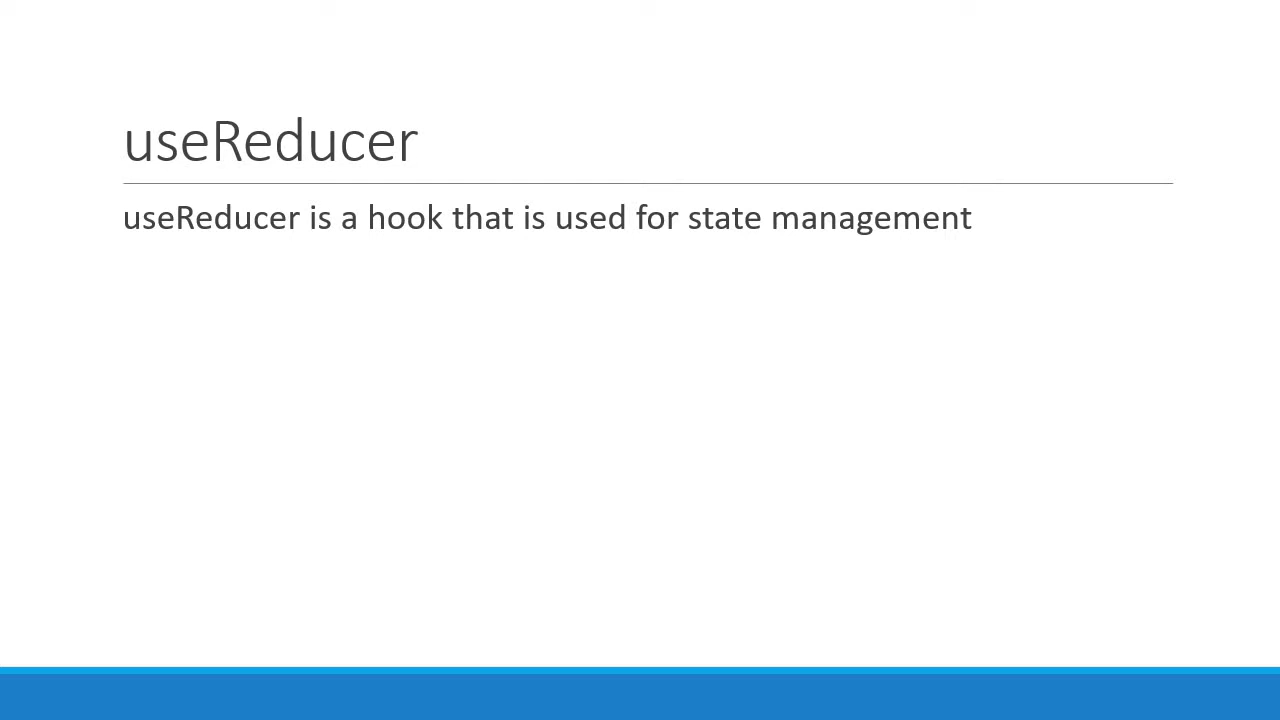 useReducer
useReducer is a hook that is used for state management